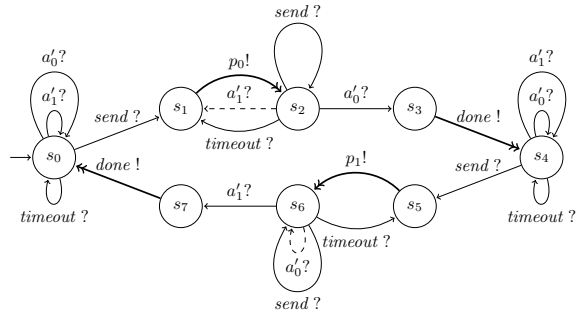 send ?
a′₀?
a′₁?
p₀!
a′₁?
a′₀?
a′₁?
a′₀?
send ?
s₁
s₂
s₃
timeout ?
done !
s₀
s₄
done !
p₁!
send ?
timeout ?
s₇
a′₁?
s₆
s₅
timeout ?
timeout ?
a′₀?
send ?